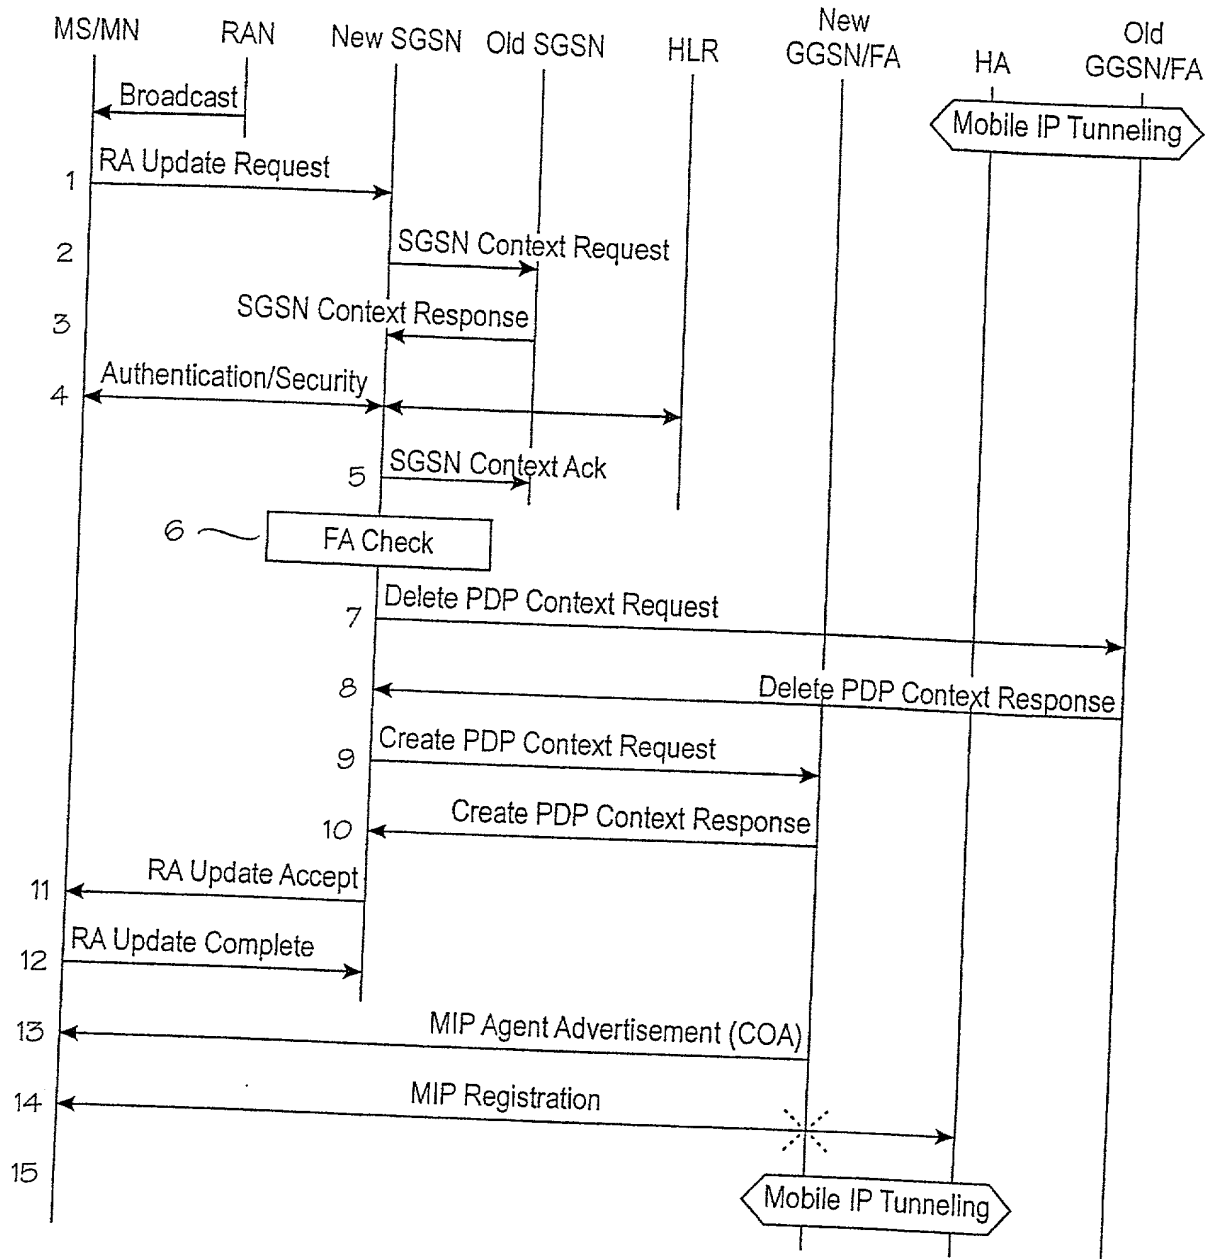 MS/MN
RAN
New SGSN
Old SGSN
HLR
New
GGSN/FA
HA
Old
GGSN/FA
Broadcast
Mobile IP Tunneling
1
RA Update Request
2
SGSN Context Request
3
SGSN Context Response
4
Authentication/Security
5
SGSN Context Ack
6
FA Check
7
Delete PDP Context Request
8
Delete PDP Context Response
9
Create PDP Context Request
10
Create PDP Context Response
11
RA Update Accept
12
RA Update Complete
13
MIP Agent Advertisement (COA)
14
MIP Registration
15
Mobile IP Tunneling